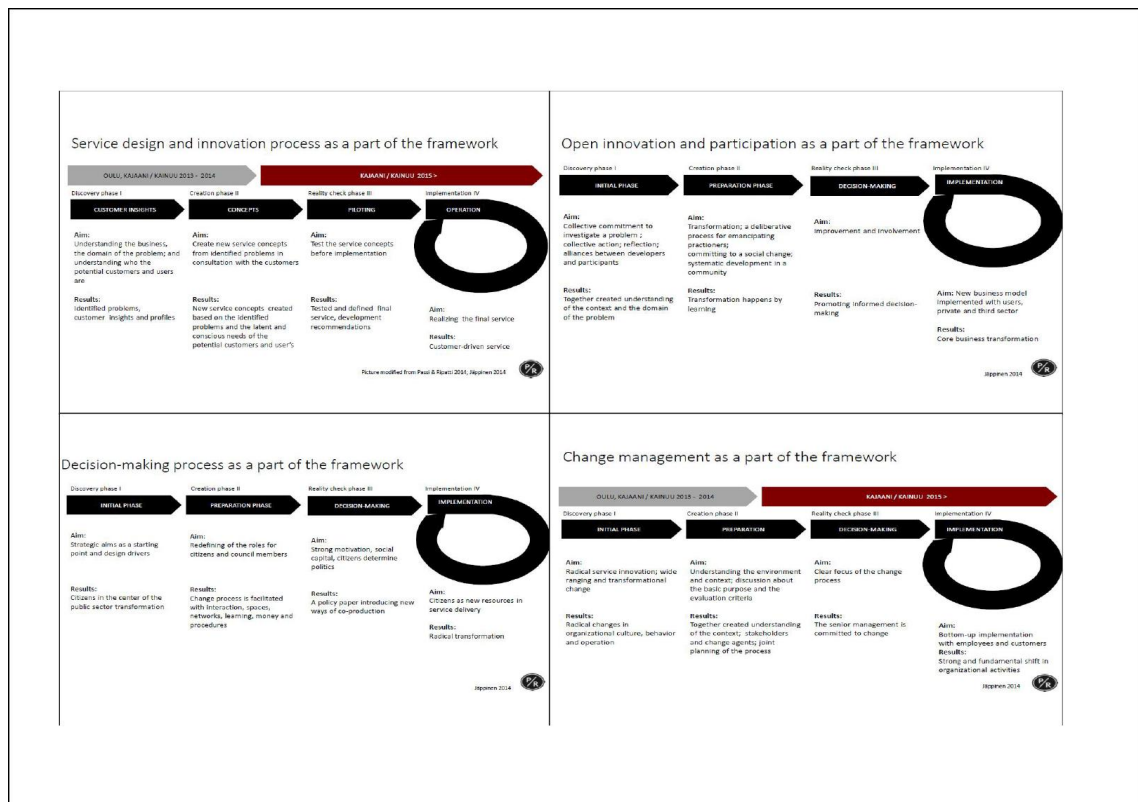 Service design and innovation process as a part of the framework
OULU, KAJAANI / KAINUU 2013 - 2014
KAJAANI / KAINUU 2015 >
Discovery phase I
CUSTOMER INSIGHTS
Aim:
Understanding the business,
the domain of the problem; and
understanding who the
potential customers and users
are
Results:
Identified problems,
customer insights and profiles
Creation phase II
CONCEPTS
Aim:
Create new service concepts
from identified problems in
consultation with the customers
Results:
New service concepts created
based on the identified
problems and the latent and
conscious needs of the
potential customers and user's
Reality check phase III
PILOTING
Aim:
Test the service concepts
before implementation
Results:
Tested and defined final
service, development
recommendations
Implementation IV
OPERATION
Aim:
Realizing the final service
Results:
Customer-driven service
Picture modified from Passi & Ripatti 2014; Jäppinen 2014
P/R
Open innovation and participation as a part of the framework
Discovery phase I
INITIAL PHASE
Aim:
Collective commitment to
investigate a problem ;
collective action; reflection;
alliances between developers
and participants
Results:
Together created understanding
of the context and the domain
of the problem
Creation phase II
PREPARATION PHASE
Aim:
Transformation; a deliberative
process for emancipating
practioners;
committing to a social change;
systematic development in a
community
Results:
Transformation happens by
learning
Reality check phase III
DECISION-MAKING
Aim:
Improvement and involvement
Results:
Promoting informed decision-
making
Implementation IV
IMPLEMENTATION
Aim: New business model
Implemented with users,
private and third sector
Results:
Core business transformation
Jäppinen 2014
P/R
Decision-making process as a part of the framework
Discovery phase I
INITIAL PHASE
Aim:
Strategic aims as a starting
point and design drivers
Results:
Citizens in the center of the
public sector transformation
Creation phase II
PREPARATION PHASE
Aim:
Redefining of the roles for
citizens and council members
Results:
Change process is facilitated
with interaction, spaces,
networks, learning, money and
procedures
Reality check phase III
DECISION-MAKING
Aim:
Strong motivation, social
capital, citizens determine
politics
Results:
A policy paper introducing new
ways of co-production
Implementation IV
IMPLEMENTATION
Aim:
Citizens as new resources in
service delivery
Results:
Radical transformation
Jäppinen 2014
P/R
Change management as a part of the framework
OULU, KAJAANI / KAINUU 2013 - 2014
KAJAANI / KAINUU 2015 >
Discovery phase I
INITIAL PHASE
Aim:
Radical service innovation; wide
ranging and transformational
change
Results:
Radical changes in
organizational culture, behavior
and operation
Creation phase II
PREPARATION
Aim:
Understanding the environment
and context; discussion about
the basic purpose and the
evaluation criteria
Results:
Together created understanding
of the context; stakeholders
and change agents; joint
planning of the process
Reality check phase III
DECISION-MAKING
Aim:
Clear focus of the change
process
Results:
The senior management is
committed to change
Implementation IV
IMPLEMENTATION
Aim:
Bottom-up implementation
with employees and customers
Results:
Strong and fundamental shift in
organizational activities
Jäppinen 2014
P/R